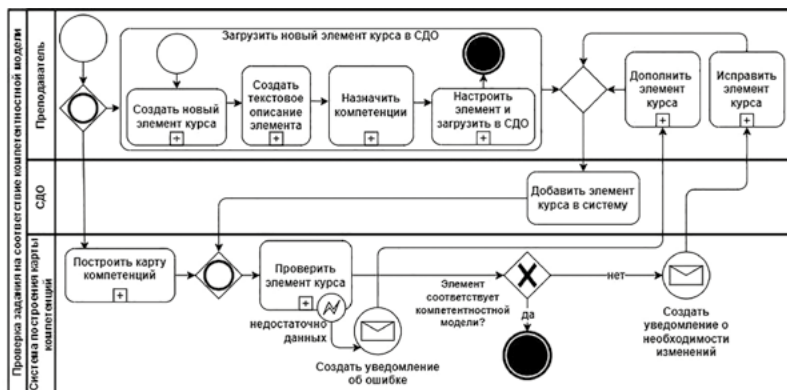 Проверка задания на соответствие компетентностной модели
Преподаватель
Загрузить новый элемент курса в СДО
Создать новый
элемент курса
Создать
текстовое
описание
элемента
Назначить
компетенции
Настроить
элемент и
загрузить в СДО
Дополнить
элемент
курса
Исправить
элемент
курса
СДО
Добавить элемент
курса в систему
Система построения карты
компетенций
Построить карту
компетенций
Проверить
элемент курса
недостаточно
данных
Создать уведомление
об ошибке
Элемент
соответствует
компетентностной
модели?
да
нет
Создать
уведомление о
необходимости
изменений